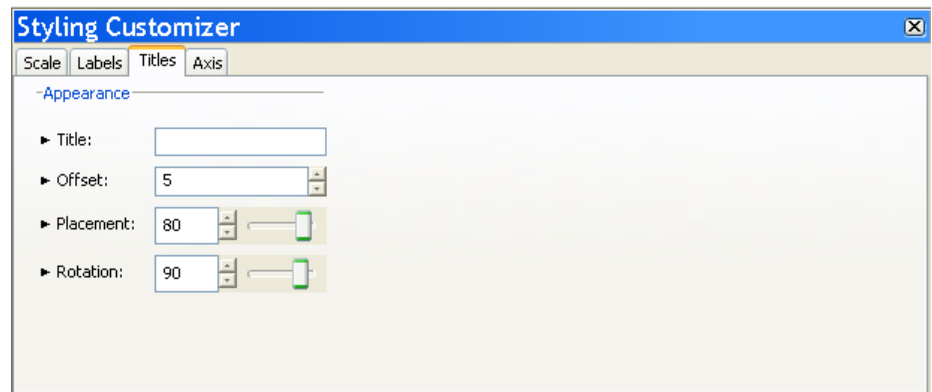 Styling Customizer
Scale Labels Titles Axis
Appearance
Title:
Offset: 5
Placement: 80
Rotation: 90